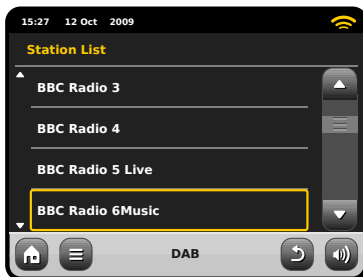 15:27 12 Oct 2009
Station List
BBC Radio 3
BBC Radio 4
BBC Radio 5 Live
BBC Radio 6Music
DAB